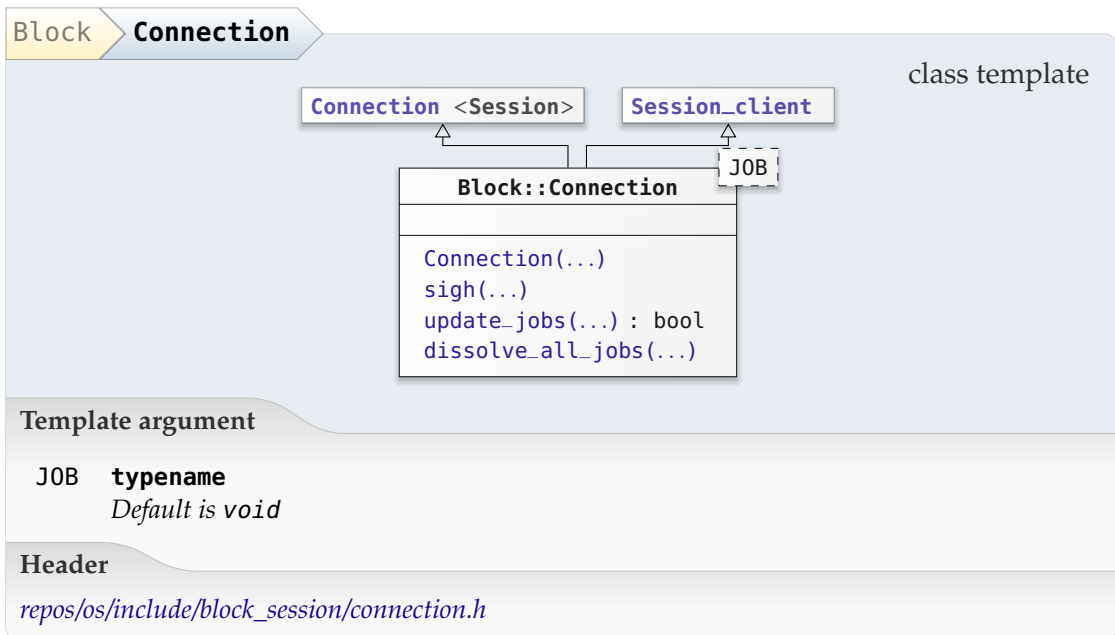 Block Connection
class template
Connection <Session> Session_client
JOB
Block::Connection
Connection(...)
sigh(...)
update_jobs(...) : bool
dissolve_all_jobs(...)
Template argument
JOB typename
Default is void
Header
repos/os/include/block_session/connection.h